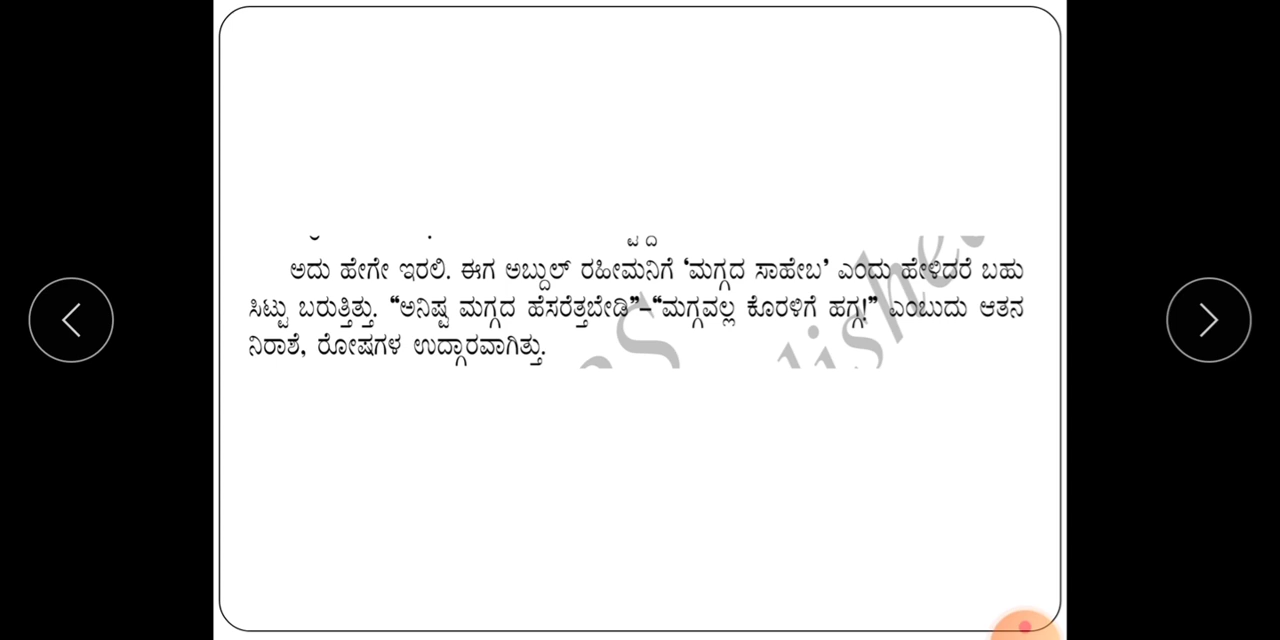 ಅದು ಹೇಗೇ ಇರಲಿ. ಈಗ ಅಬ್ದುಲ್ ರಹೀಮನಿಗೆ ‘ಮಗ್ಗದ ಸಾಹೇಬ’ ಎಂದು ಹೇಳಿದರೆ ಬಹು
ಸಿಟ್ಟು ಬರುತ್ತಿತ್ತು. “ಅನಿಷ್ಟ ಮಗ್ಗದ ಹೆಸರೆತ್ತಬೇಡಿ”–“ಮಗ್ಗವಲ್ಲ ಕೊರಳಿಗೆ ಹಗ್ಗ!” ಎಂಬುದು ಆತನ
ನಿರಾಶೆ, ರೋಷಗಳ ಉದ್ಗಾರವಾಗಿತ್ತು.